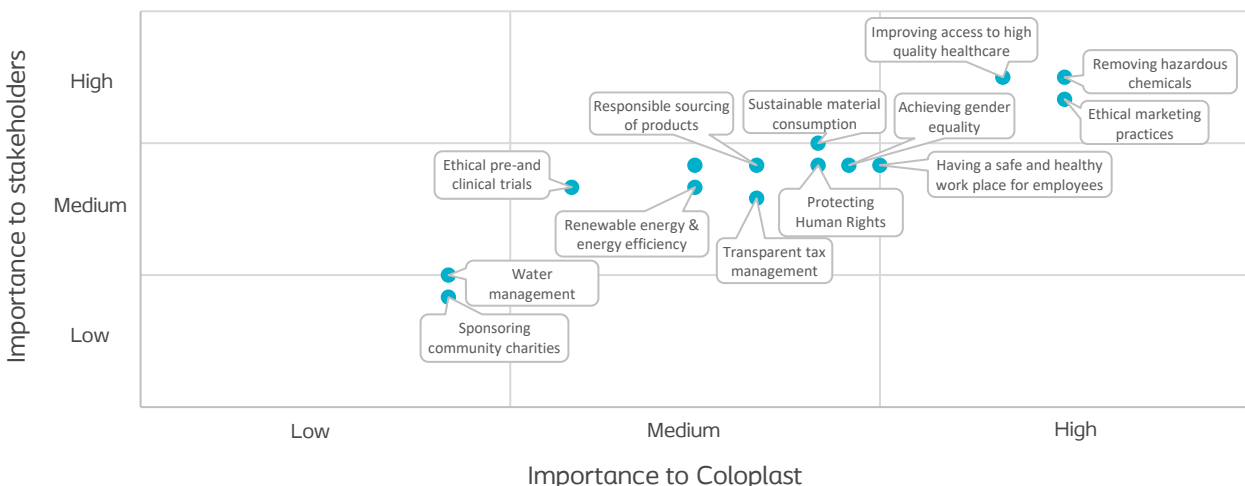 Importance to stakeholders
High
Medium
Low
Improving access to high
quality healthcare
Removing hazardous
chemicals
Ethical marketing
practices
Responsible sourcing
of products
Sustainable material
consumption
Achieving gender
equality
Ethical pre-and
clinical trials
Having a safe and healthy
work place for employees
Renewable energy &
energy efficiency
Protecting
Human Rights
Transparent tax
management
Water
management
Sponsoring
community charities
Low
Medium
High
Importance to Coloplast